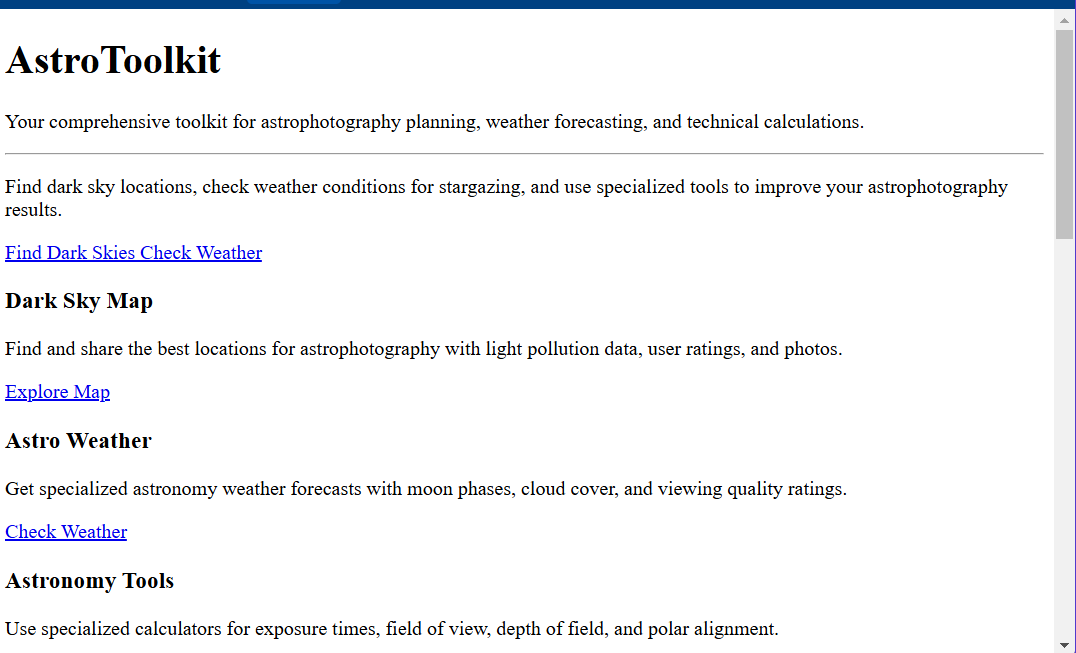 AstroToolkit
Your comprehensive toolkit for astrophotography planning, weather forecasting, and technical calculations.
Find dark sky locations, check weather conditions for stargazing, and use specialized tools to improve your astrophotography
results.
Find Dark Skies Check Weather
Dark Sky Map
Find and share the best locations for astrophotography with light pollution data, user ratings, and photos.
Explore Map
Astro Weather
Get specialized astronomy weather forecasts with moon phases, cloud cover, and viewing quality ratings.
Check Weather
Astronomy Tools
Use specialized calculators for exposure times, field of view, depth of field, and polar alignment.